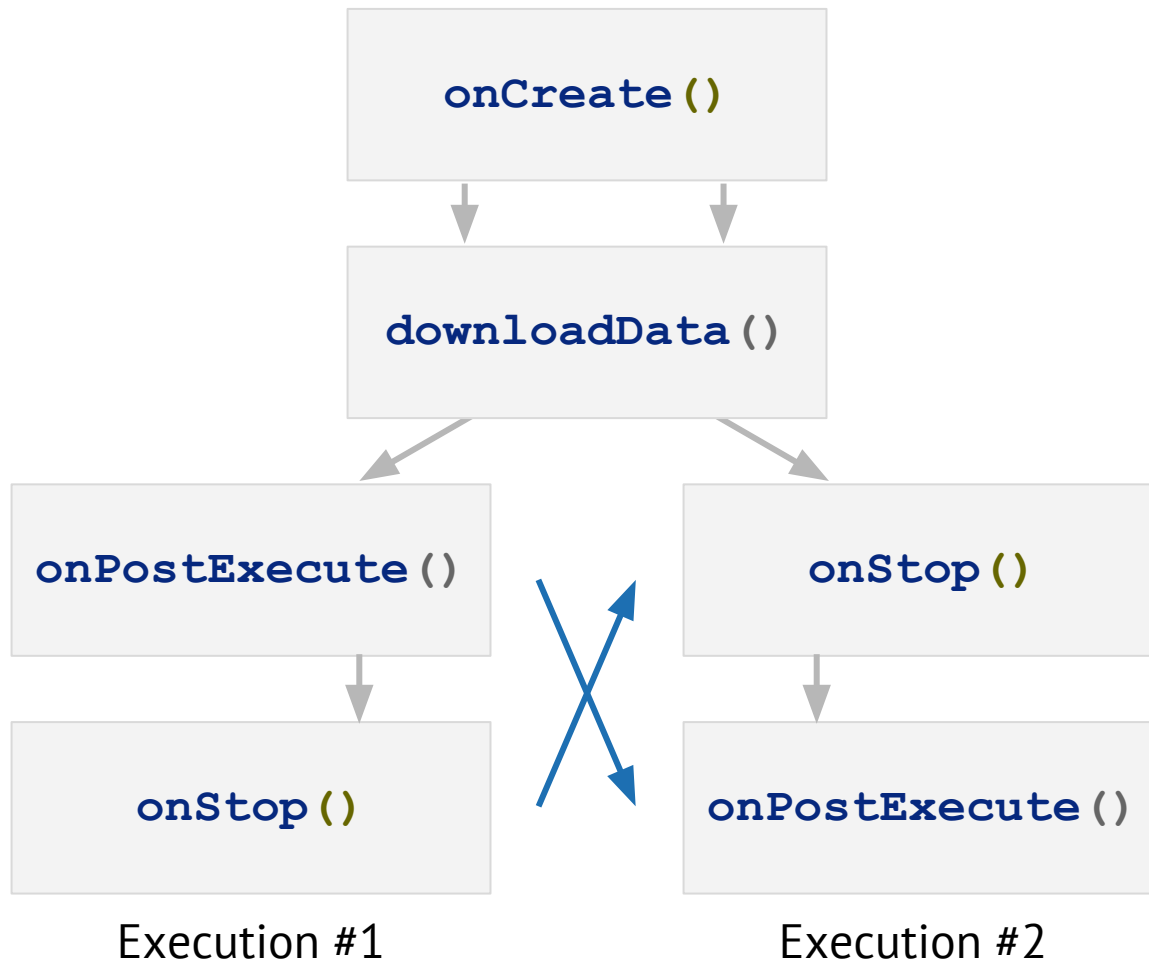 onCreate()
downloadData()
onPostExecute()
onStop()
onStop()
onPostExecute()
Execution #1
Execution #2